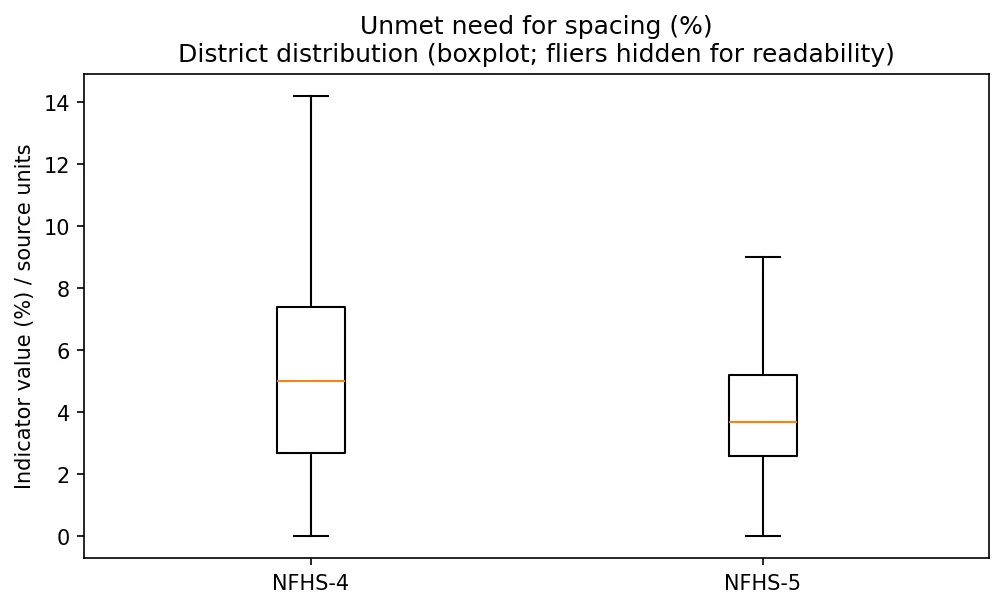 Unmet need for spacing (%)
District distribution (boxplot; fliers hidden for readability)
Indicator value (%) / source units
14
12
10
8
6
4
2
0
NFHS-4
NFHS-5